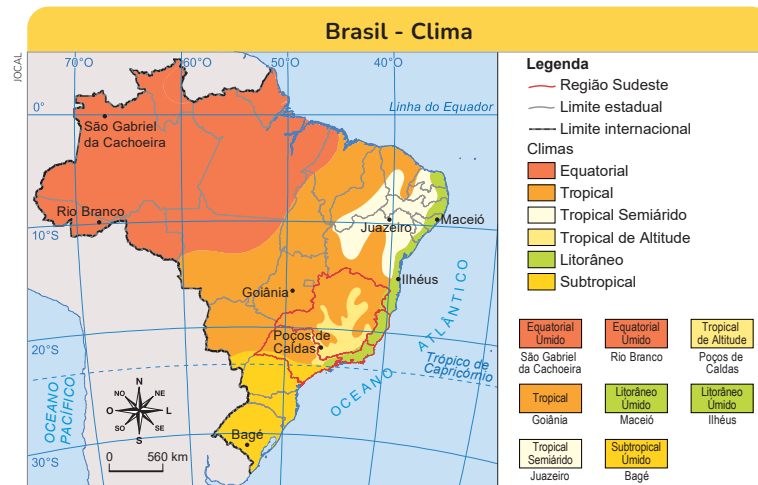 Brasil - Clima
JOCAL
70°O
60°O
50°O
40°O
0°
Linha do Equador
São Gabriel
da Cachoeira
Rio Branco
10°S
Juazeiro
Maceió
Ilhéus
Goiânia
Poços de
Caldas
20°S
Trópico de
Capricórnio
OCEANO ATLÂNTICO
OCEANO
PACÍFICO
N
NO
NE
O
L
SO
SE
S
Bagé
0 560 km
30°S
Legenda
Região Sudeste
Limite estadual
Limite internacional
Climas
Equatorial
Tropical
Tropical Semiárido
Tropical de Altitude
Litorâneo
Subtropical
Equatorial
Úmido
São Gabriel
da Cachoeira
Equatorial
Úmido
Rio Branco
Tropical
de Altitude
Poços de
Caldas
Tropical
Goiânia
Litorâneo
Úmido
Maceió
Litorâneo
Úmido
Ilhéus
Tropical
Semiárido
Juazeiro
Subtropical
Úmido
Bagé